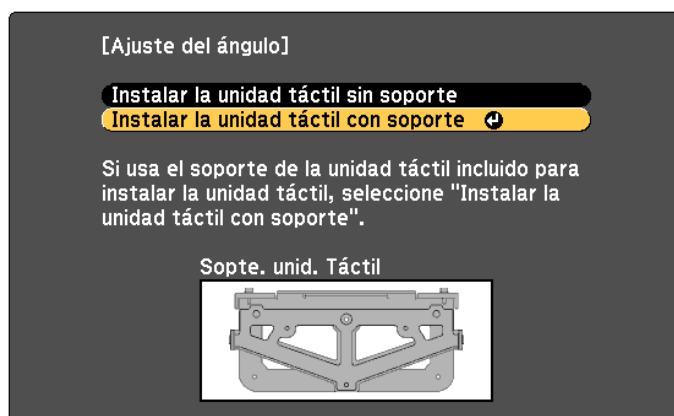 [Ajuste del ángulo]
Instalar la unidad táctil sin soporte
Instalar la unidad táctil con soporte
Si usa el soporte de la unidad táctil incluido para
instalar la unidad táctil, seleccione "Instalar la
unidad táctil con soporte".
Sopte. unid. Táctil